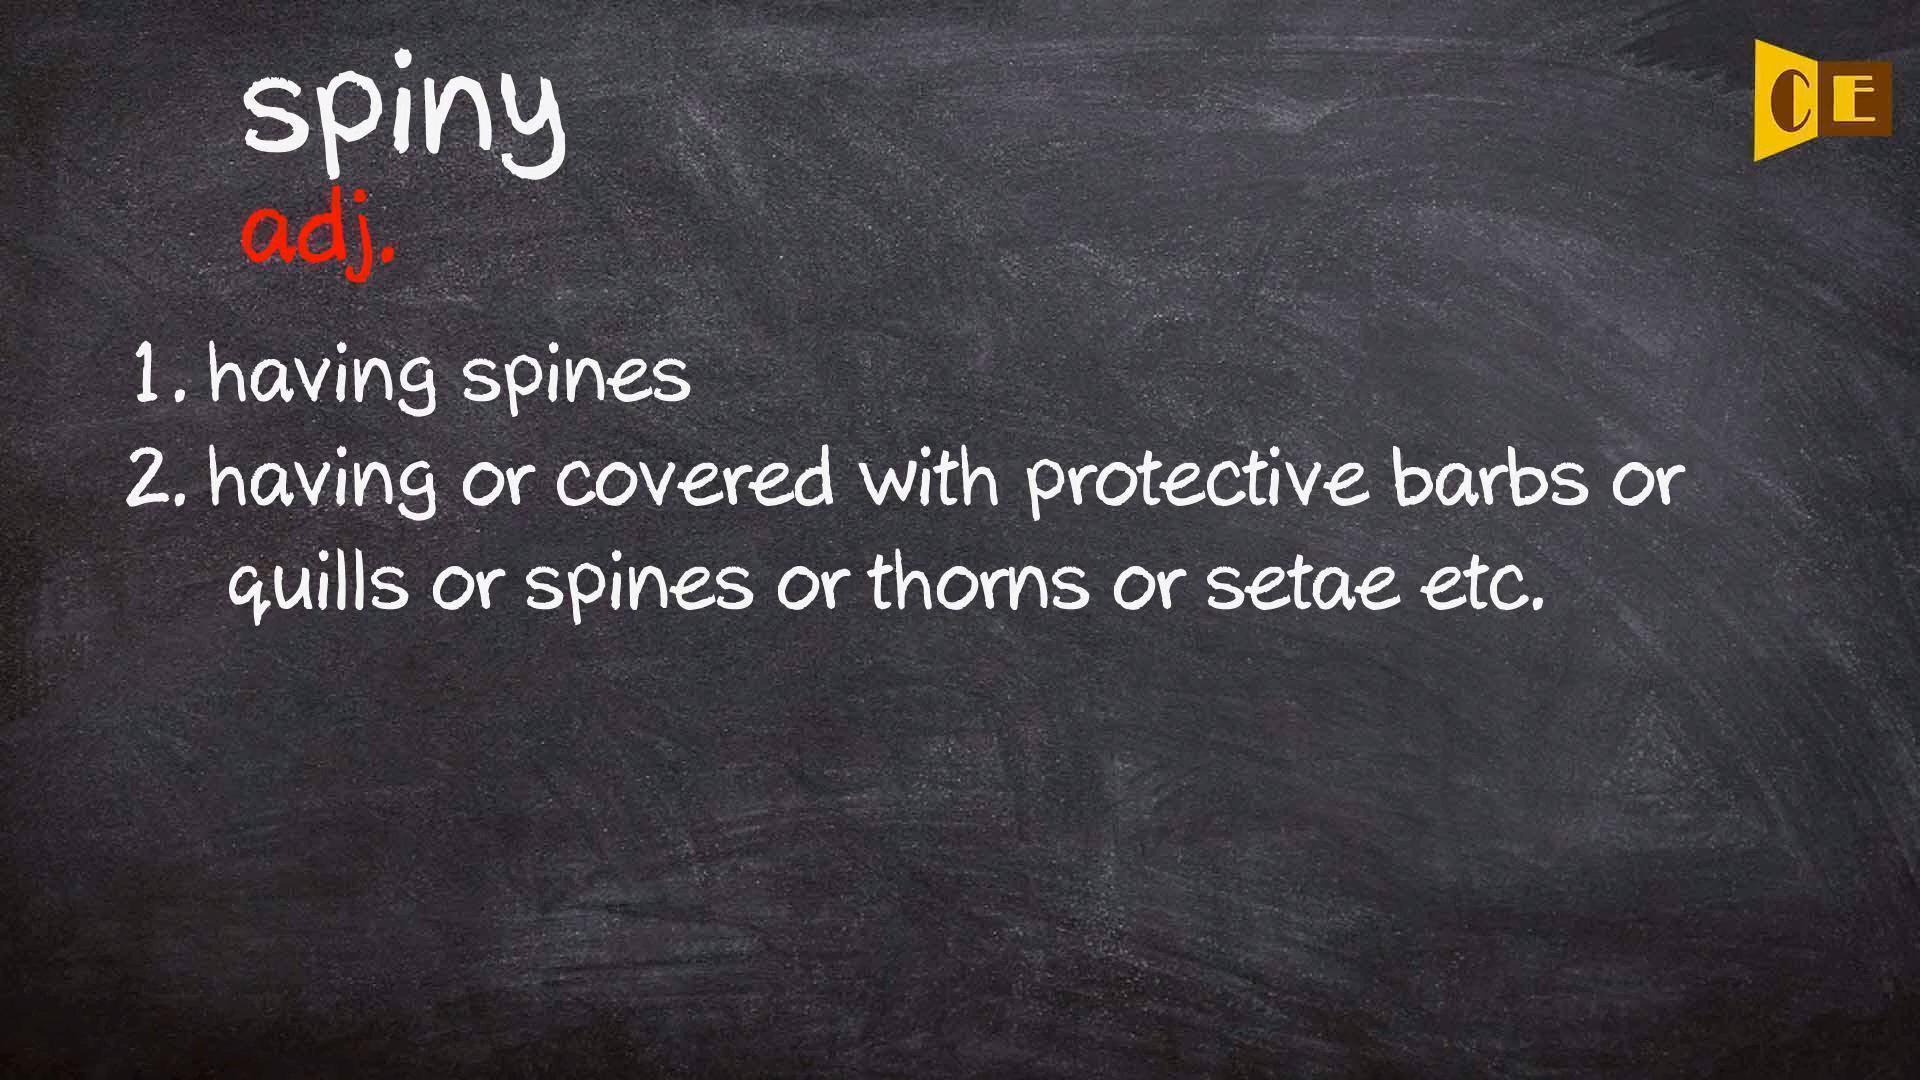 spiny
adj.
CE
1. having spines
2. having or covered with protective barbs or
quills or spines or thorns or setae etc.